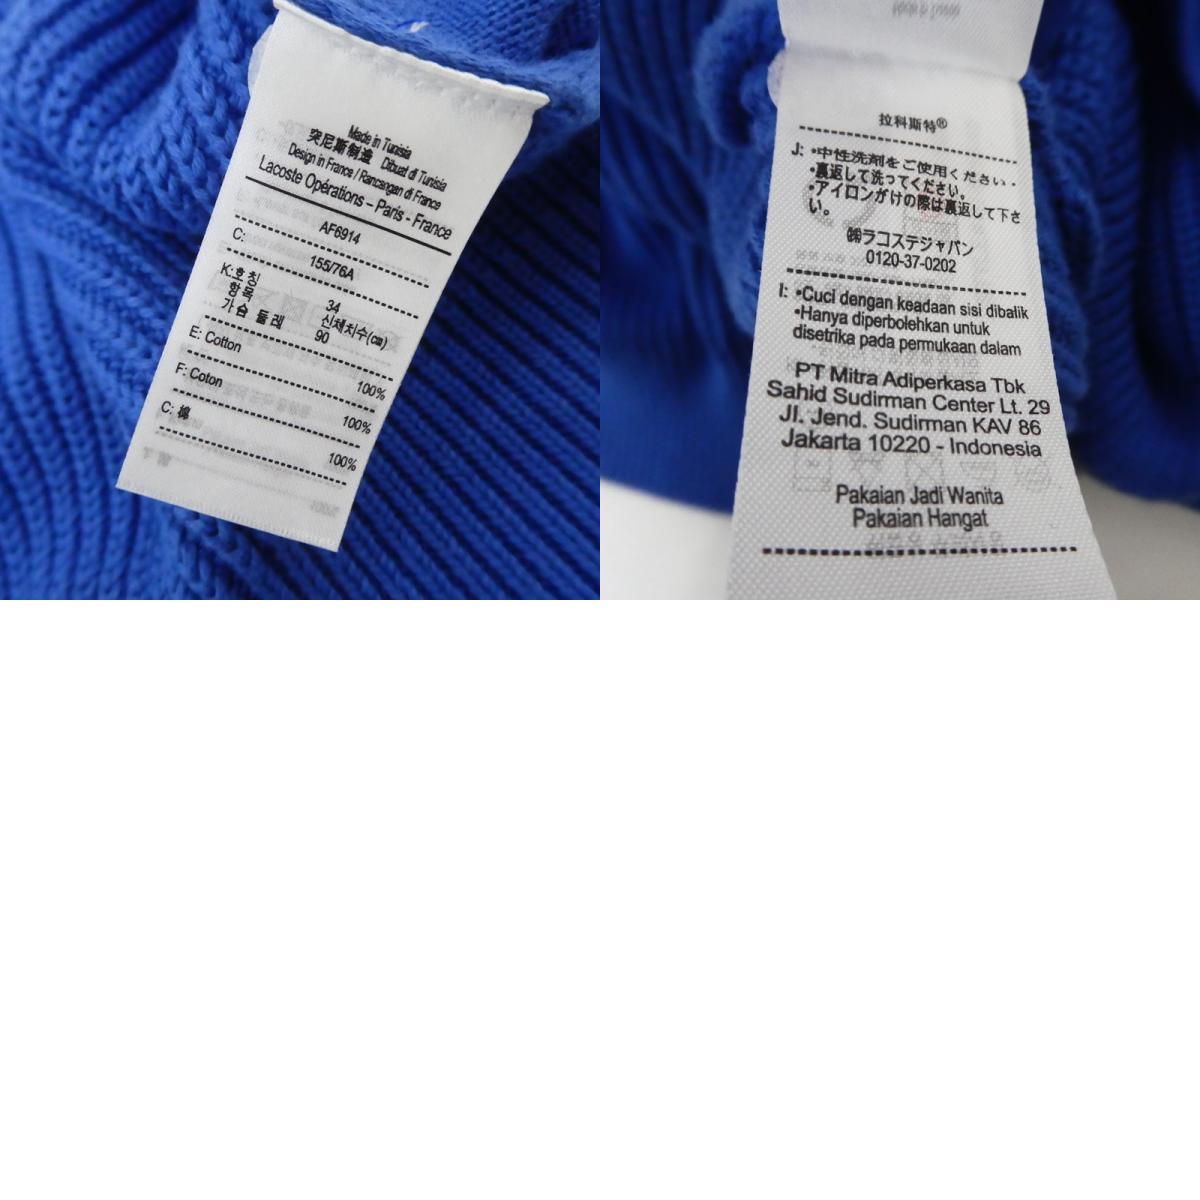 Made in Tunisia
突尼斯制造 Dibuat di Tunisia
Design in France / Rancangan di France
Lacoste Opérations – Paris - France
AF6914
C:
155/76A
K:호칭 34
항목 신체치수(cm)
가슴 둘레 90
E: Cotton 100%
F: Coton 100%
C: 棉 100%
拉科斯特®
J: •中性洗剤をご使用ください・
•裏返して洗ってください。
•アイロンがけの際は裏返して下さ
い。
㈱ラコステジャパン
0120-37-0202
I: •Cuci dengan keadaan sisi dibalik
•Hanya diperbolehkan untuk
disetrika pada permukaan dalam
PT Mitra Adiperkasa Tbk
Sahid Sudirman Center Lt. 29
Jl. Jend. Sudirman KAV 86
Jakarta 10220 - Indonesia
Pakaian Jadi Wanita
Pakaian Hangat